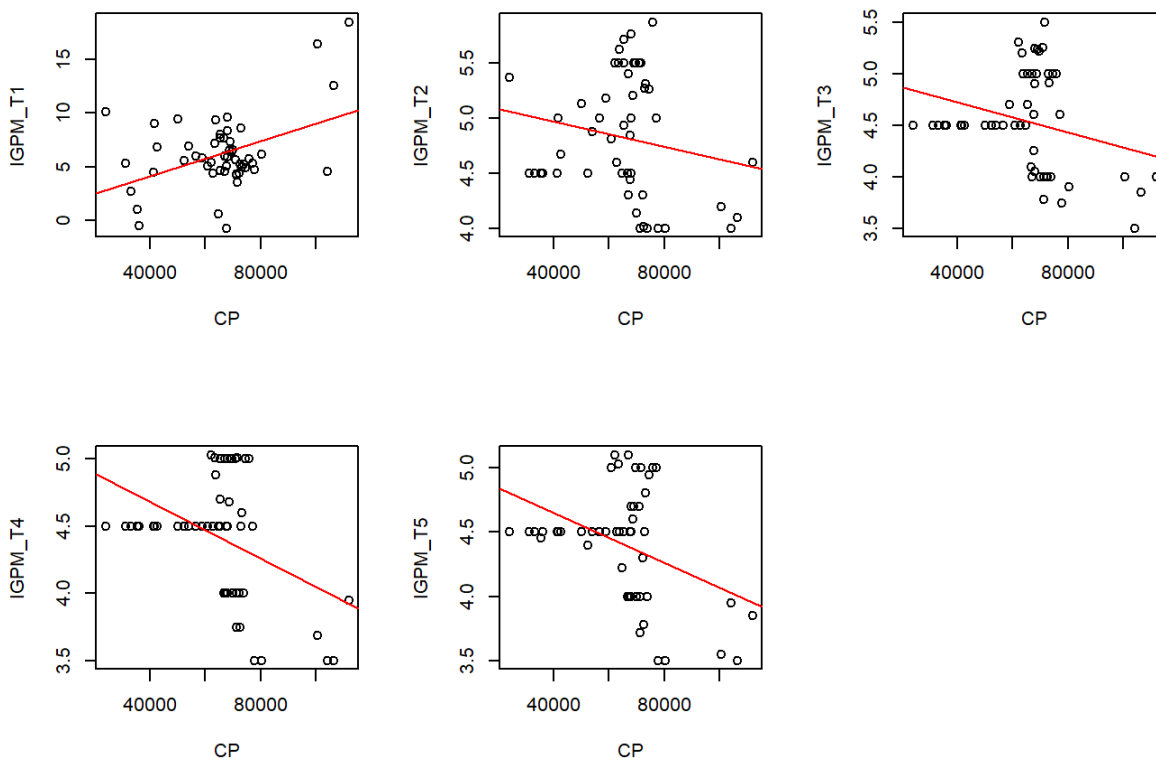 IGPM_T1
0 5 10 15
40000 80000
CP
IGPM_T2
4.0 4.5 5.0 5.5
40000 80000
CP
IGPM_T3
3.5 4.0 4.5 5.0 5.5
40000 80000
CP
IGPM_T4
3.5 4.0 4.5 5.0
40000 80000
CP
IGPM_T5
3.5 4.0 4.5 5.0
40000 80000
CP